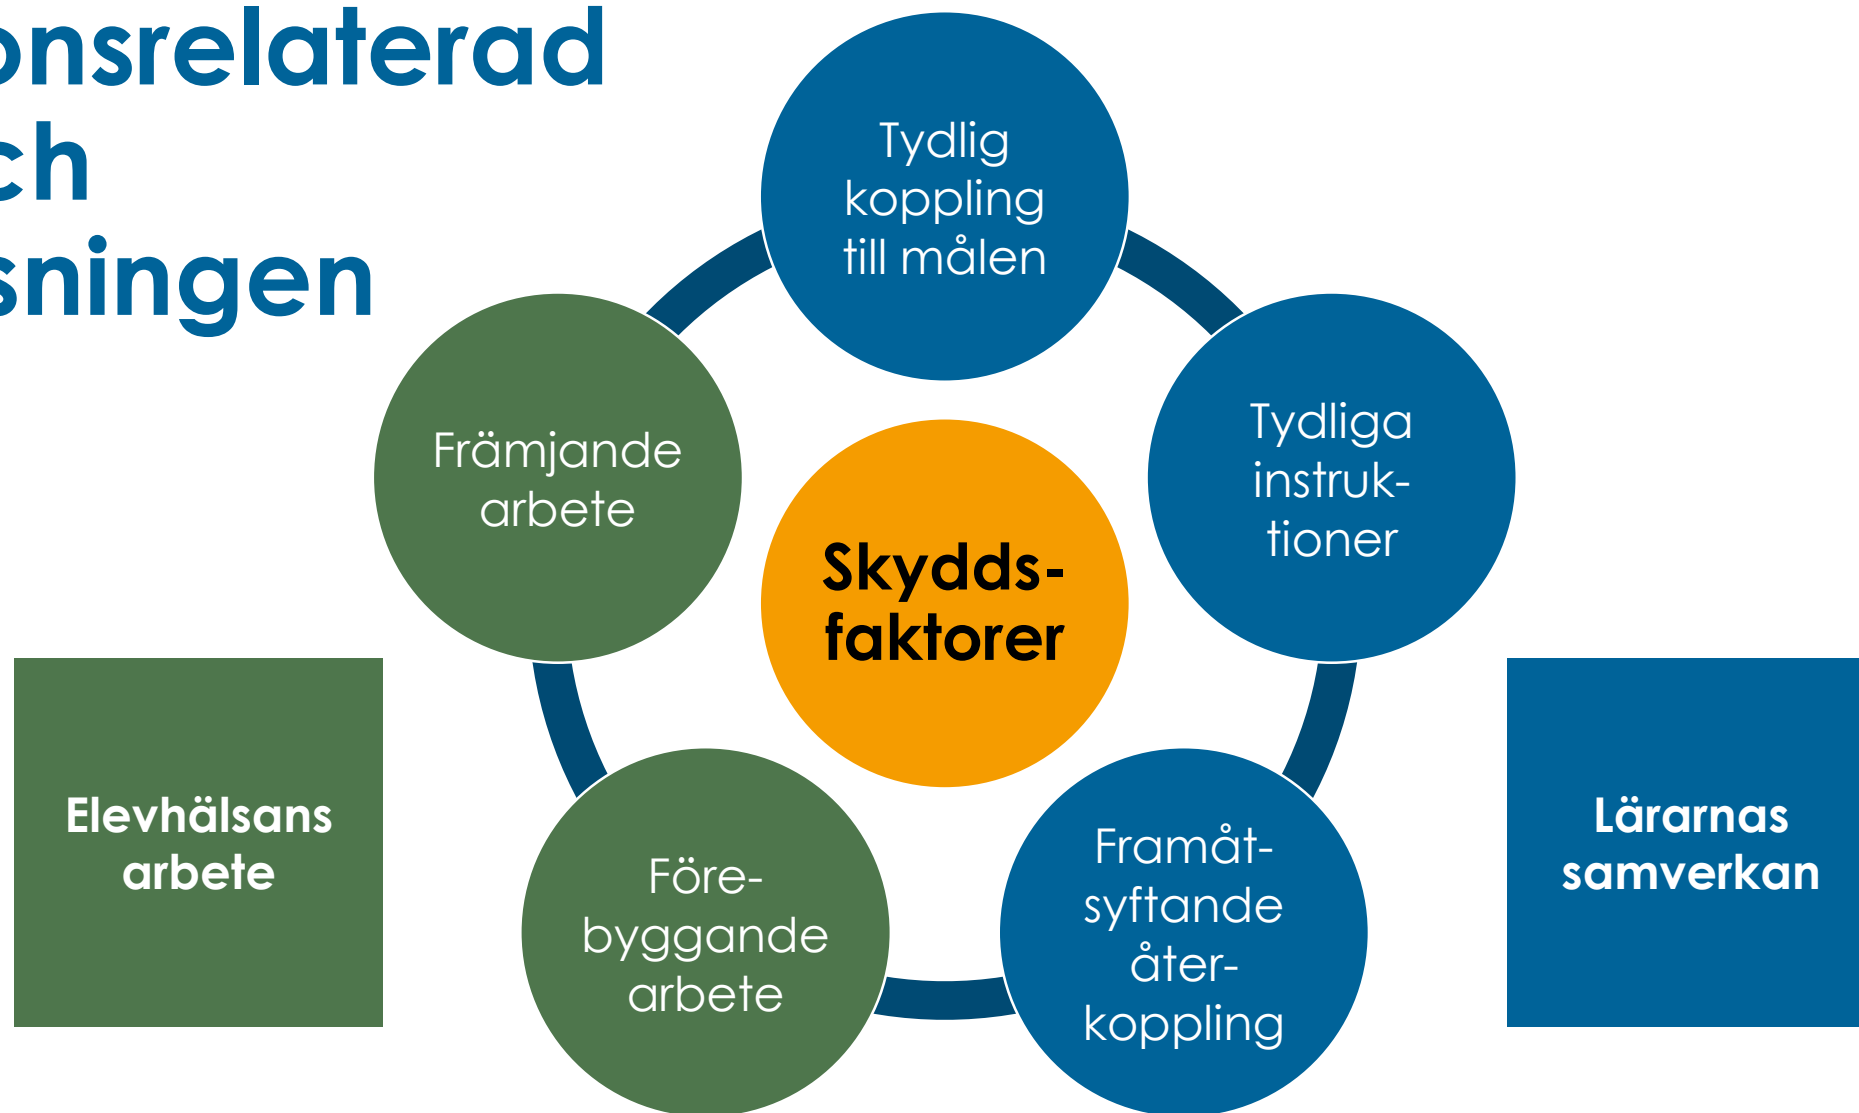 onsrelaterad
ch
sningen
Tydlig
koppling
till målen
Främjande
arbete
Tydliga
instruk-
tioner
Skydds-
faktorer
Elevhälsans
arbete
Före-
byggande
arbete
Framåt-
syftande
åter-
koppling
Lärarnas
samverkan